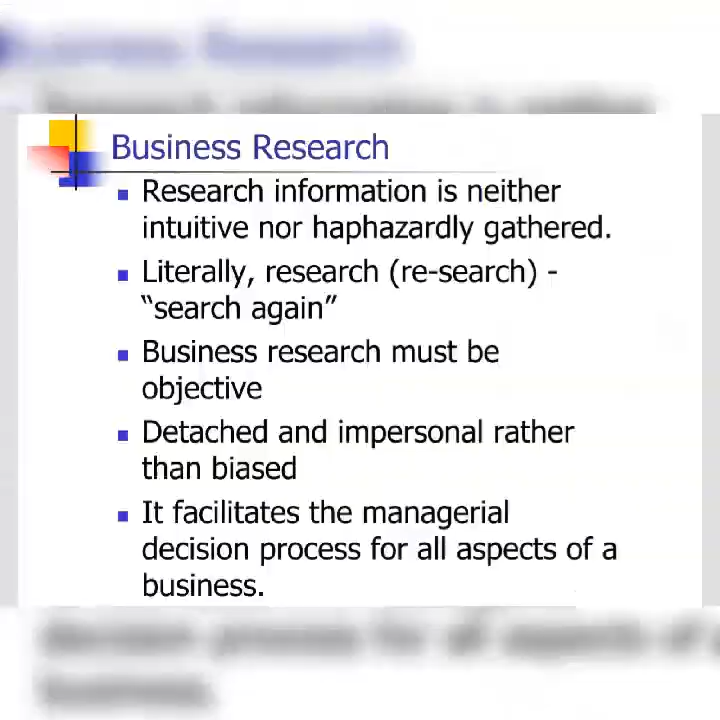 Business Research
Research information is neither
intuitive nor haphazardly gathered.
Literally, research (re-search) -
“search again”
Business research must be
objective
Detached and impersonal rather
than biased
It facilitates the managerial
decision process for all aspects of a
business.